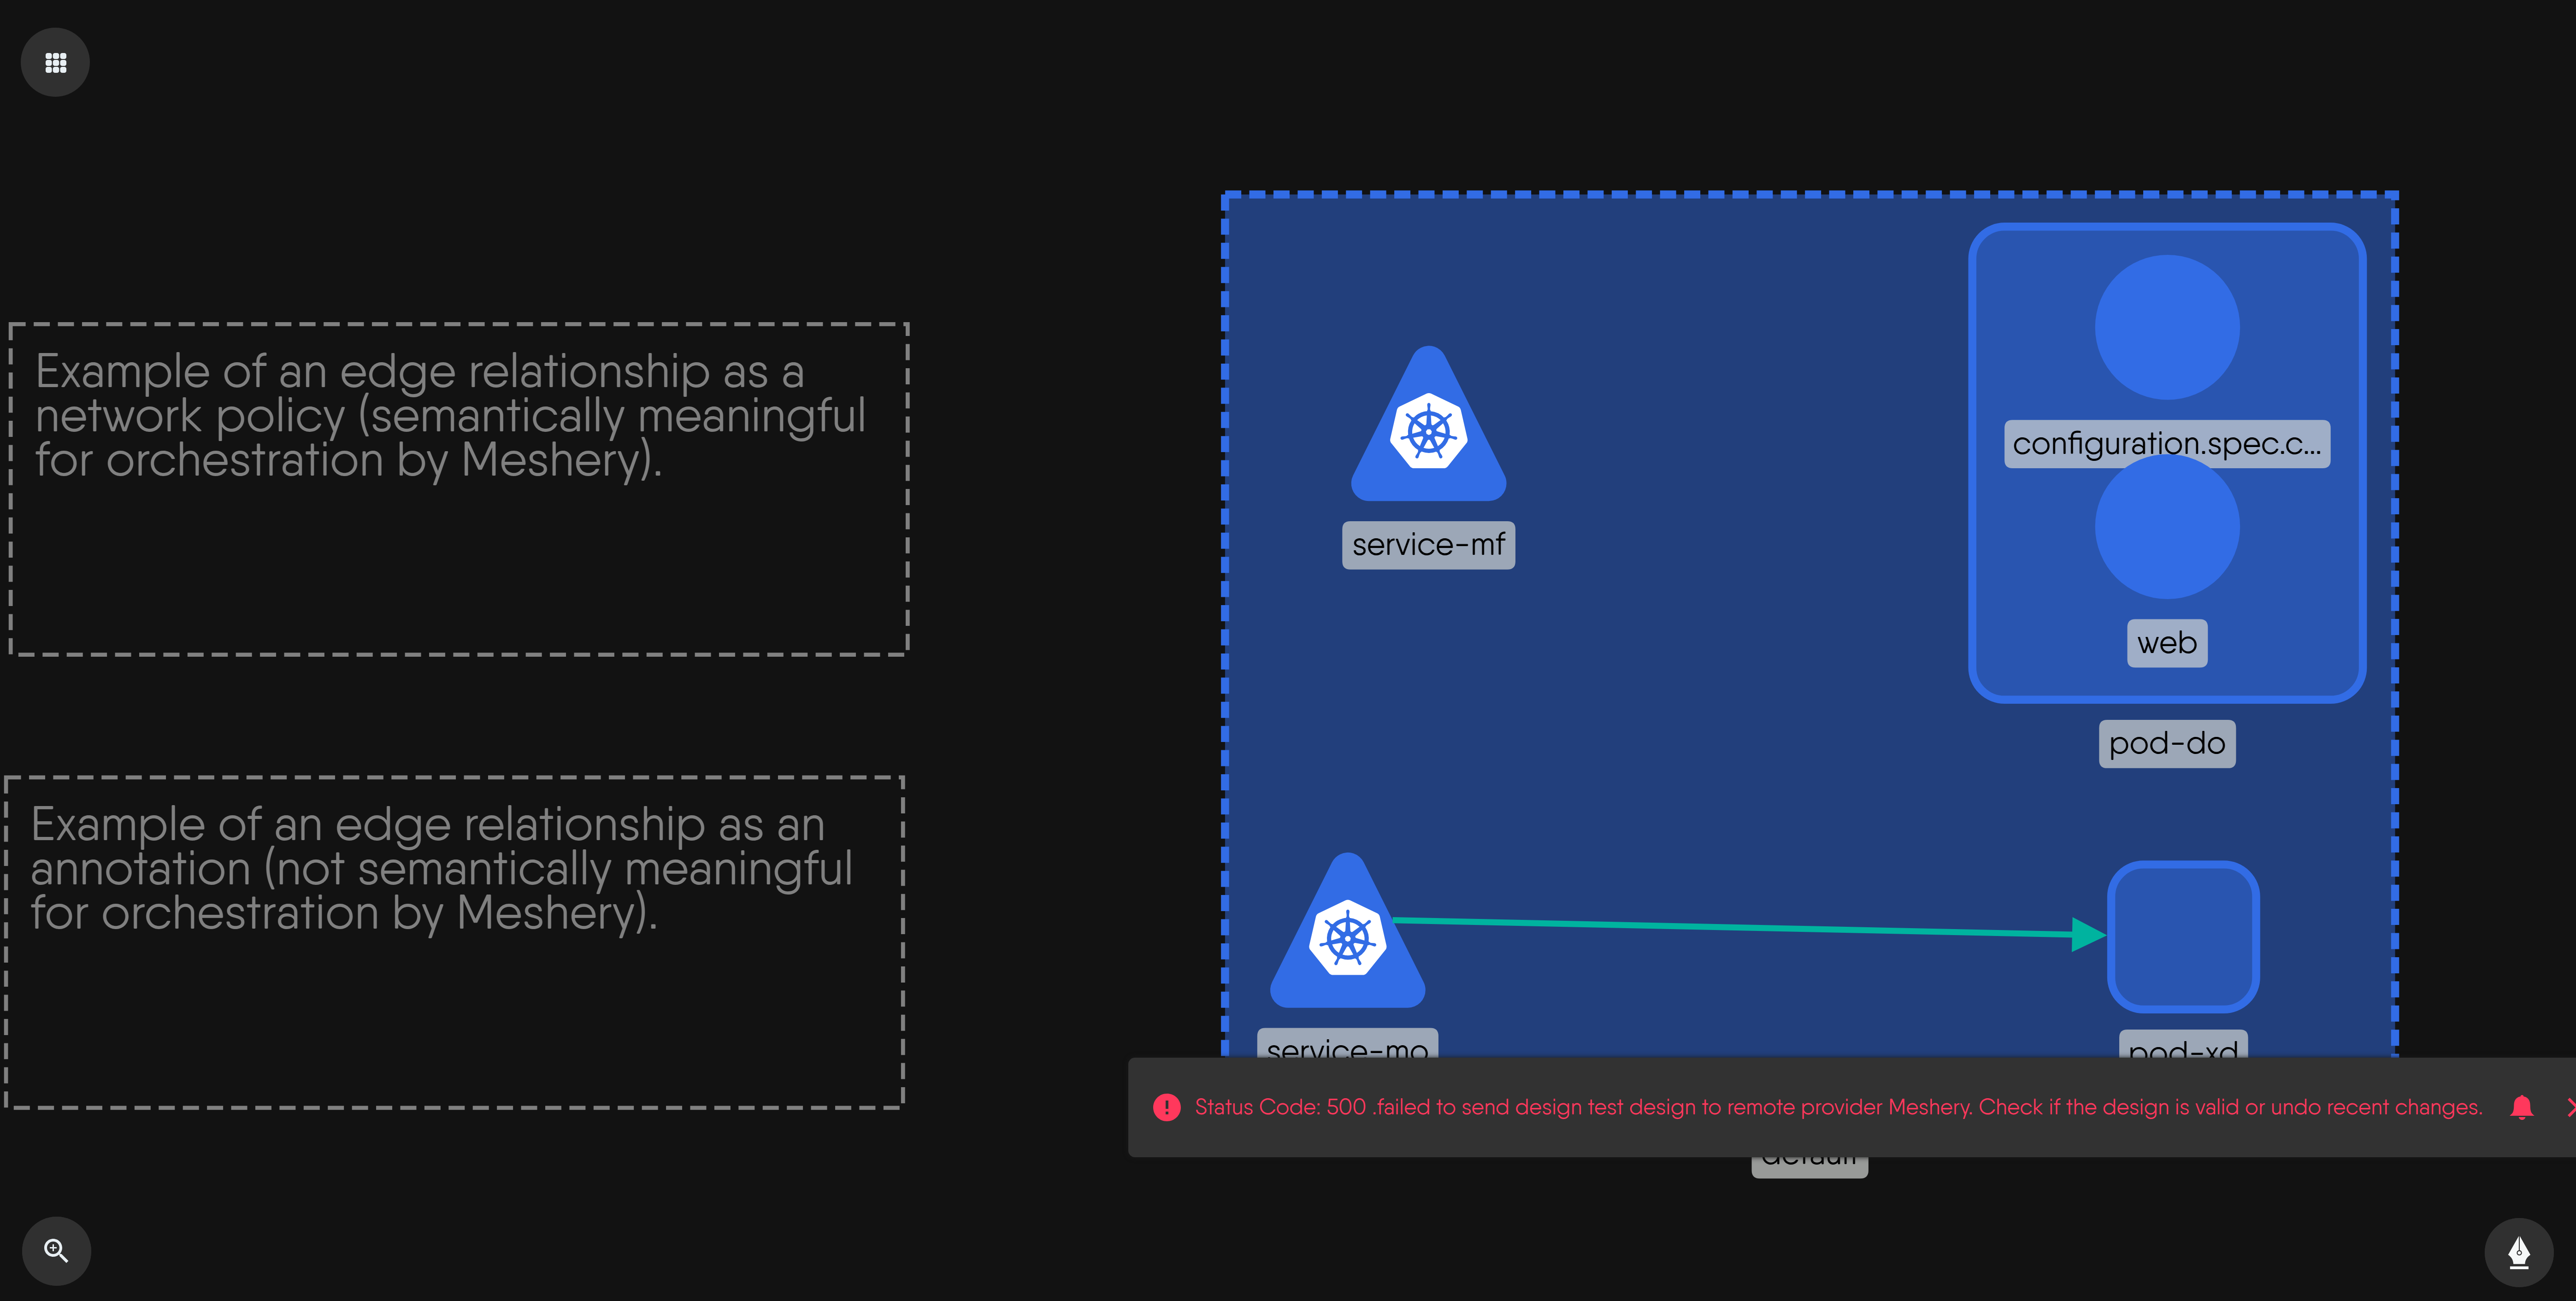 Example of an edge relationship as a
network policy (semantically meaningful
for orchestration by Meshery).
configuration.spec.c...
service-mf
web
pod-do
Example of an edge relationship as an
annotation (not semantically meaningful
for orchestration by Meshery).
service-mo
pod-xd
Status Code: 500 .failed to send design test design to remote provider Meshery. Check if the design is valid or undo recent changes.
default